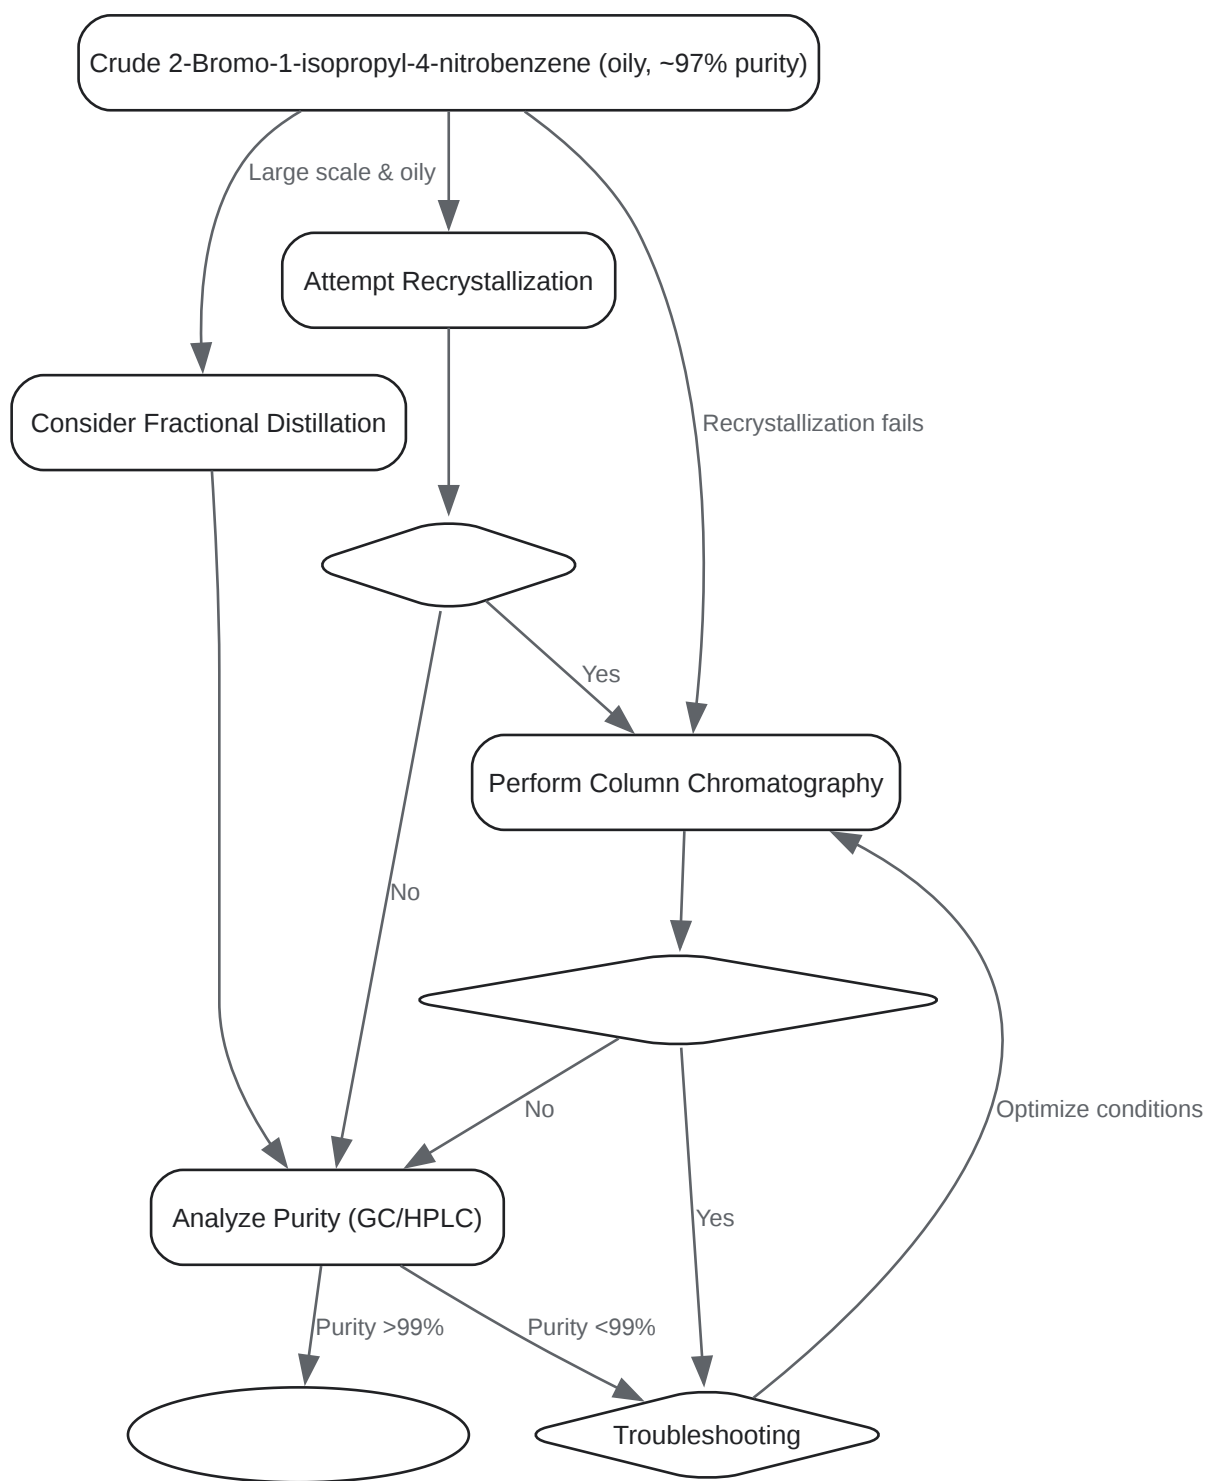 Crude 2-Bromo-1-isopropyl-4-nitrobenzene (oily, ~97% purity)
Large scale & oily
Attempt Recrystallization
Consider Fractional Distillation
Recrystallization fails
Yes
Perform Column Chromatography
No
No
Optimize conditions
Analyze Purity (GC/HPLC)
Yes
Purity >99%
Purity <99%
Troubleshooting